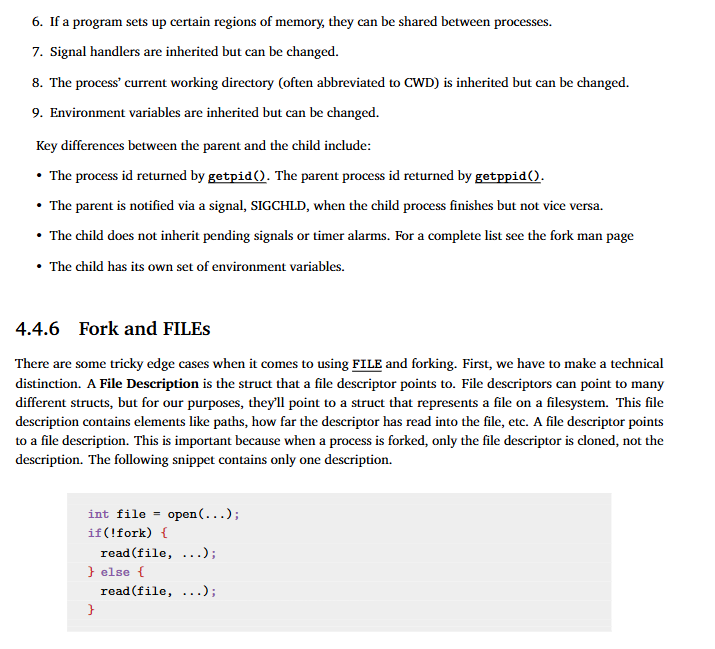 6. If a program sets up certain regions of memory, they can be shared between processes.
7. Signal handlers are inherited but can be changed.
8. The process' current working directory (often abbreviated to CWD) is inherited but can be changed.
9. Environment variables are inherited but can be changed.
Key differences between the parent and the child include:
• The process id returned by getpid(). The parent process id returned by getppid().
• The parent is notified via a signal, SIGCHLD, when the child process finishes but not vice versa.
• The child does not inherit pending signals or timer alarms. For a complete list see the fork man page
• The child has its own set of environment variables.
4.4.6 Fork and FILEs
There are some tricky edge cases when it comes to using FILE and forking. First, we have to make a technical
distinction. A File Description is the struct that a file descriptor points to. File descriptors can point to many
different structs, but for our purposes, they'll point to a struct that represents a file on a filesystem. This file
description contains elements like paths, how far the descriptor has read into the file, etc. A file descriptor points
to a file description. This is important because when a process is forked, only the file descriptor is cloned, not the
description. The following snippet contains only one description.
int file = open(...);
if(!fork) {
  read(file, ...);
} else {
  read(file, ...);
}